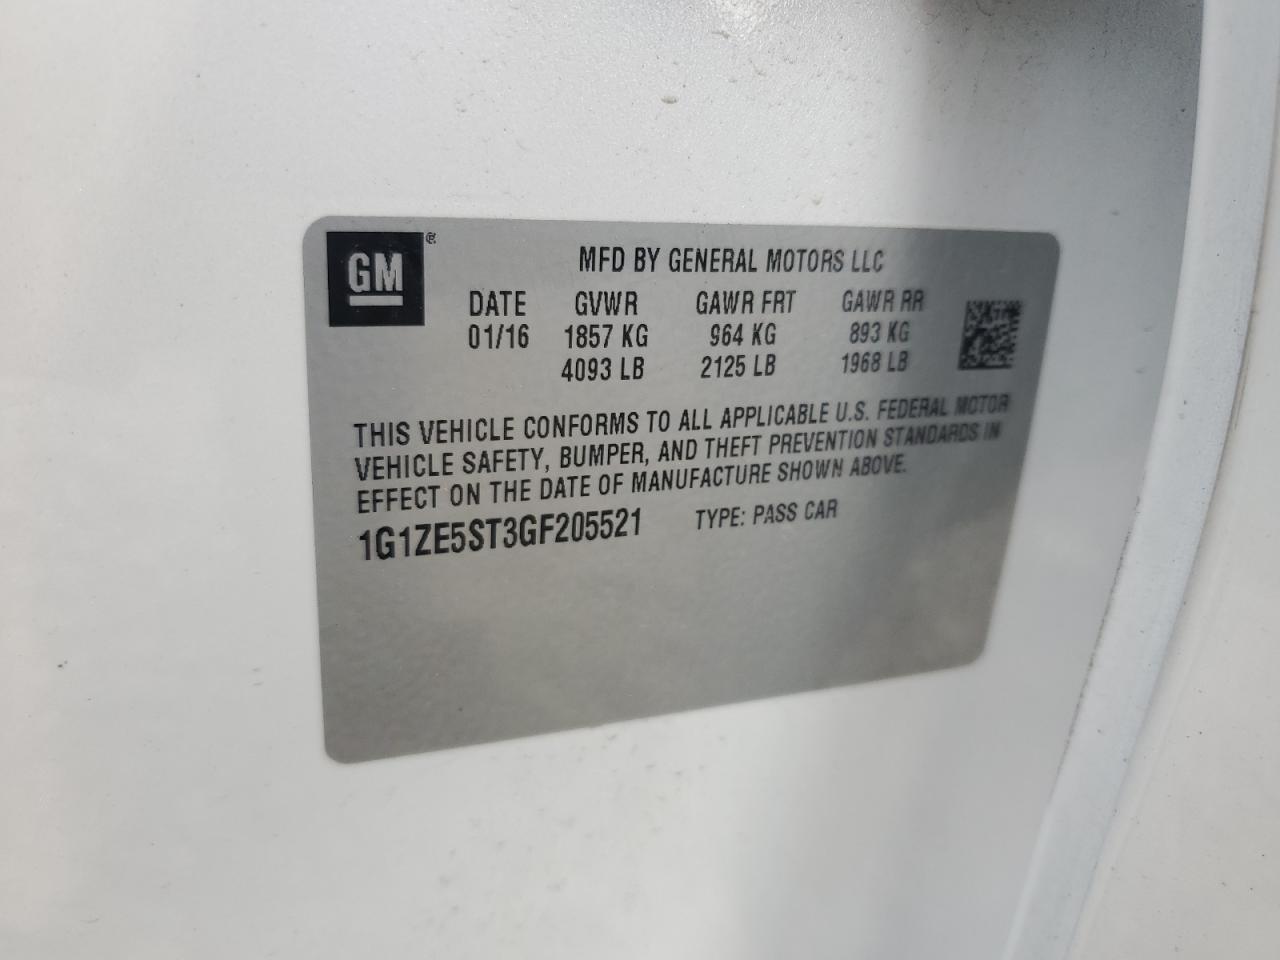 GM
MFD BY GENERAL MOTORS LLC
DATE GVWR GAWR FRT GAWR RR
01/16 1857 KG 964 KG 893 KG
4093 LB 2125 LB 1968 LB
THIS VEHICLE CONFORMS TO ALL APPLICABLE U.S. FEDERAL MOTOR
VEHICLE SAFETY, BUMPER, AND THEFT PREVENTION STANDARDS IN
EFFECT ON THE DATE OF MANUFACTURE SHOWN ABOVE.
1G1ZE5ST3GF205521 TYPE: PASS CAR